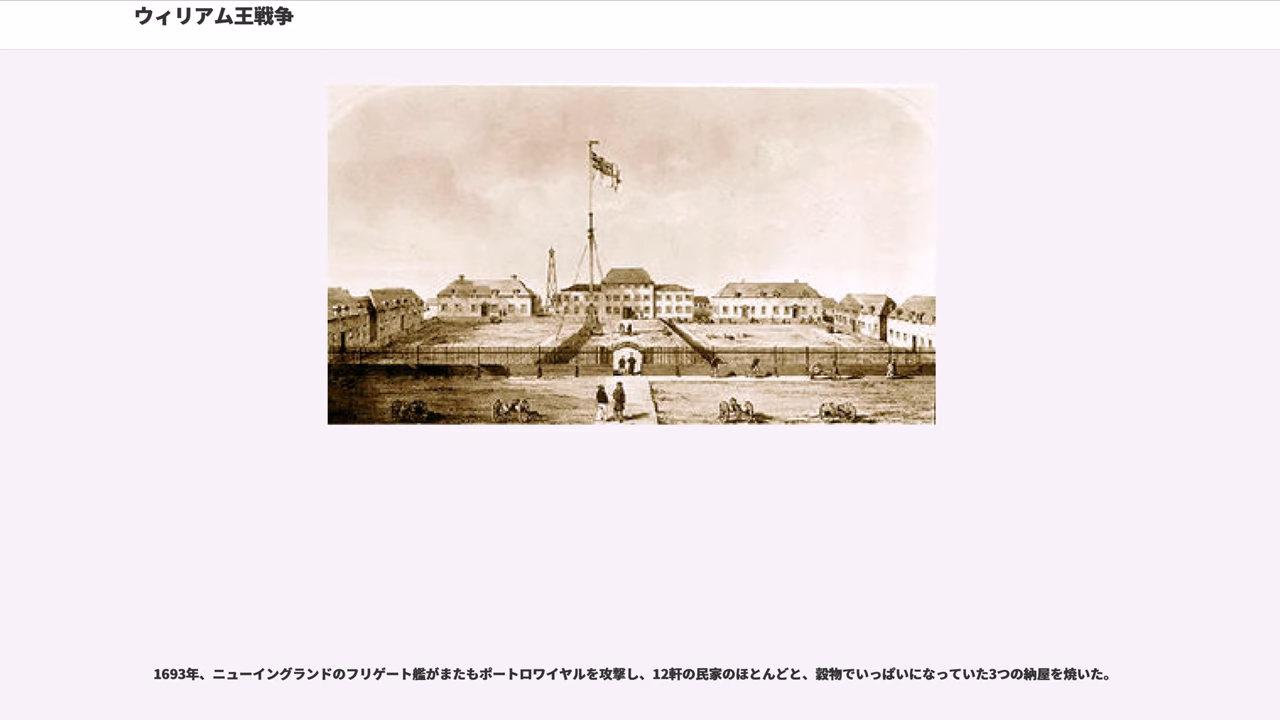 ウィリアム王戦争
1693年、ニューイングランドのフリゲート艦がまたもポートロワイヤルを攻撃し、12軒の民家のほとんどと、穀物でいっぱいになっていた3つの納屋を焼いた。